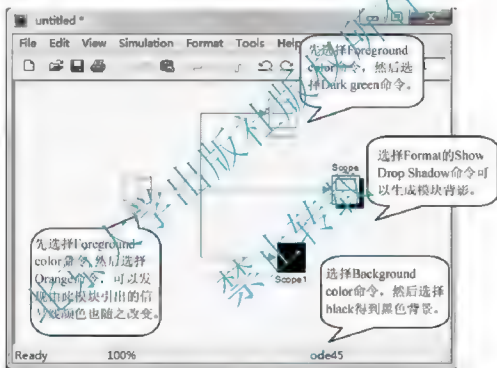 untitled *
File Edit View Simulation Format Tools Help
先选择Foreground
color命令，然后选
择Dark green命令。
Scope
选择Format的Show
Drop Shadow命令可
以生成模块背影。
先选择Foreground
color命令,然后选择
Orange命令，可以发
现由此模块引出的信
号线颜色也随之改变。
Scope1
选择Background
color命令，然后选择
black得到黑色背景。
Ready 100% ode45